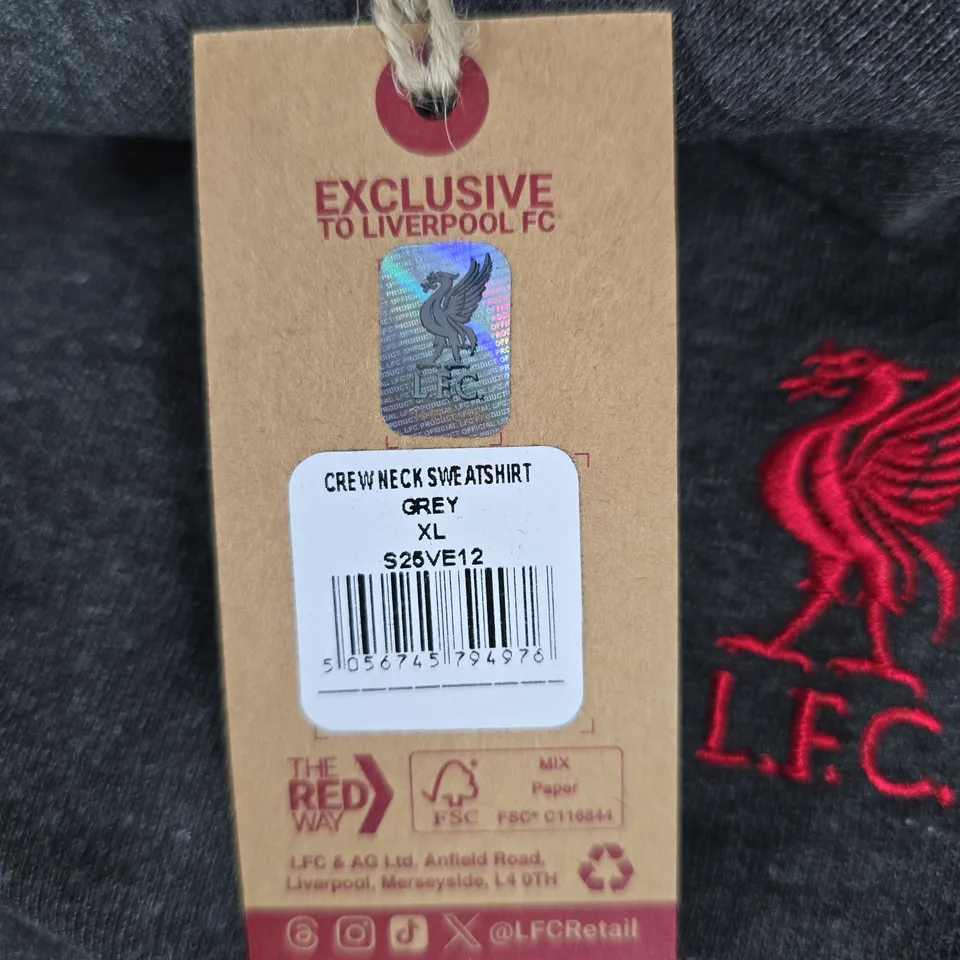 EXCLUSIVE
TO LIVERPOOL FC
L.F.C.
CREW NECK SWEATSHIRT
GREY
XL
S25VE12
5 056745 794976
L.F.C.
THE
RED
WAY
FSC
MIX
Paper
FSC® C116844
LFC & AG Ltd, Anfield Road,
Liverpool, Merseyside, L4 0TH
@LFCRetail